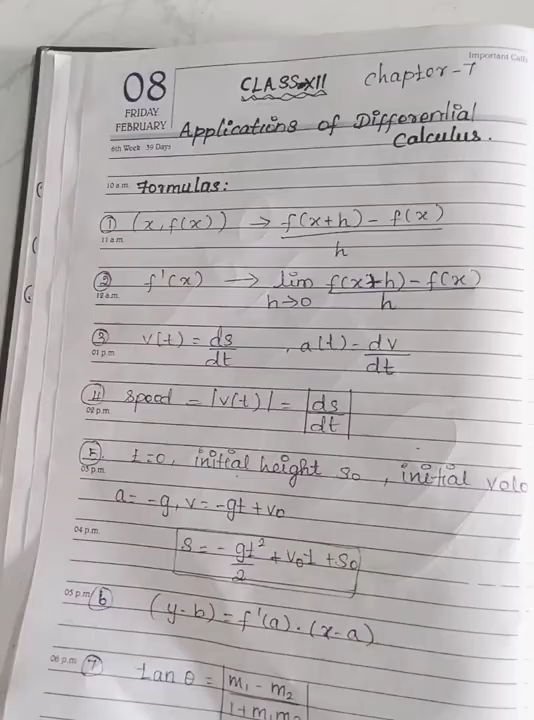 Important Calls
08
FRIDAY
FEBRUARY
6th Week 39 Days
CLASS XII Chapter-7
Applications of Differential
Calculus.
10 a.m. Formulas:
① (x, f(x)) → f(x+h) - f(x) / h
11 a.m.
② f'(x) → lim h→0 f(x+h) - f(x) / h
12 a.m.
③ v(t) = ds/dt , a(t) - dv/dt
01 p.m.
④ speed = |v(t)| = |ds/dt|
02 p.m.
⑤ t=0, initial height s0, initial velo
03 p.m.
a = -g, v = -gt + v0
04 p.m.
s = - gt²/2 + v0t + s0
05 p.m. ⑥ (y-b) = f'(a) · (x-a)
06 p.m. ⑦ tan θ = |m1 - m2 / 1 + m1m2